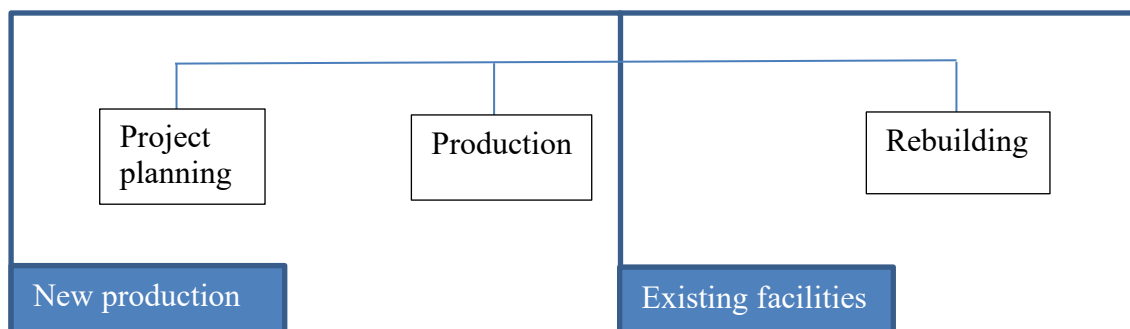 Project
planning
Production
Rebuilding
New production
Existing facilities